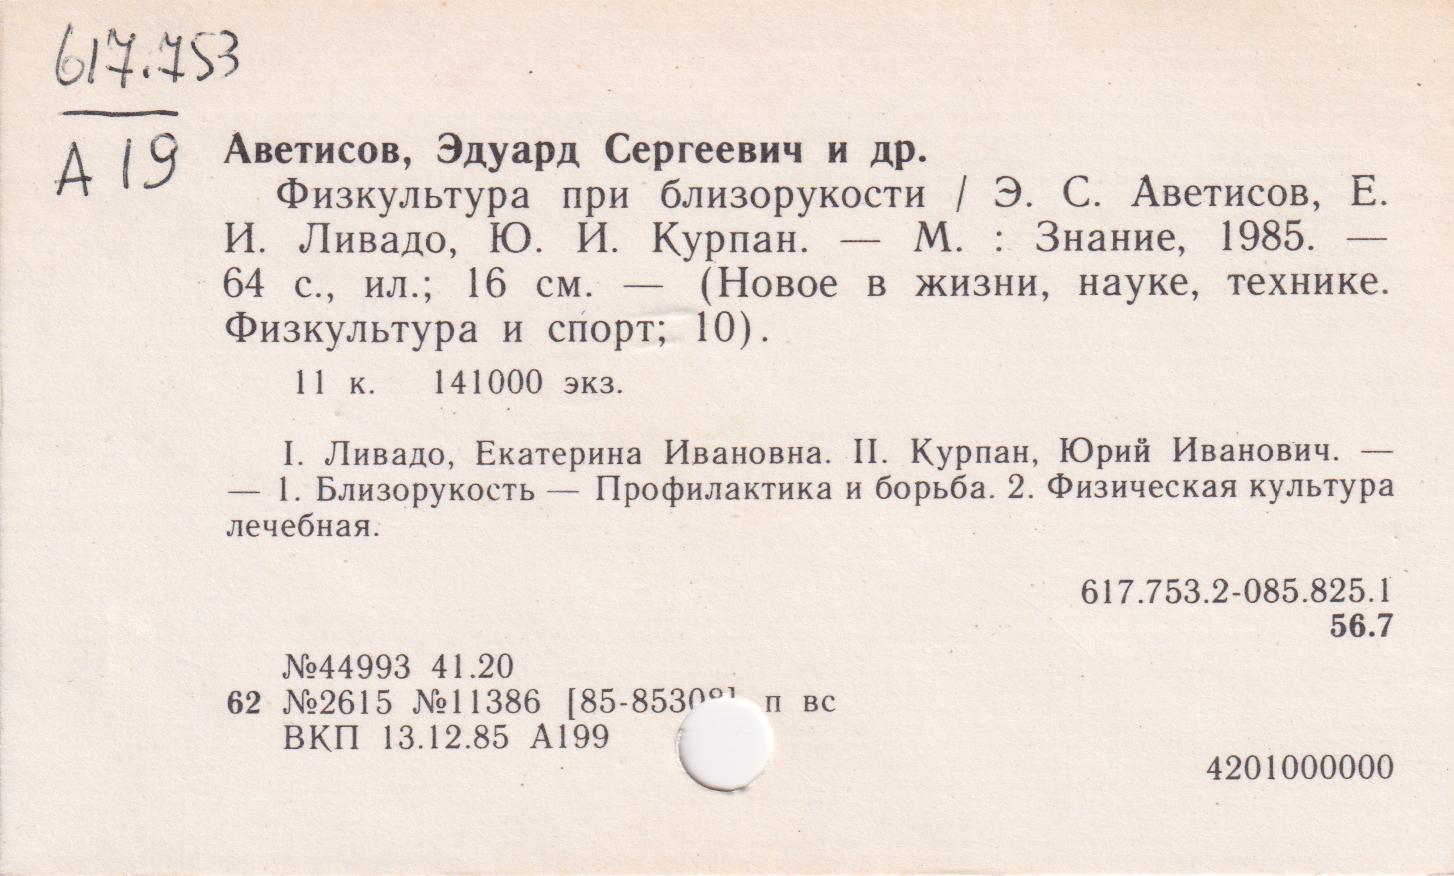 617.753
А 19
Аветисов, Эдуард Сергеевич и др.
Физкультура при близорукости / Э. С. Аветисов, Е.
И. Ливадо, Ю. И. Курпан. — М. : Знание, 1985. —
64 с., ил.; 16 см. — (Новое в жизни, науке, технике.
Физкультура и спорт; 10).
11 к. 141000 экз.
I. Ливадо, Екатерина Ивановна. II. Курпан, Юрий Иванович. —
— 1. Близорукость — Профилактика и борьба. 2. Физическая культура
лечебная.
617.753.2-085.825.1
56.7
№44993 41.20
62 №2615 №11386 [85-85308] п вс
ВКП 13.12.85 А199
4201000000